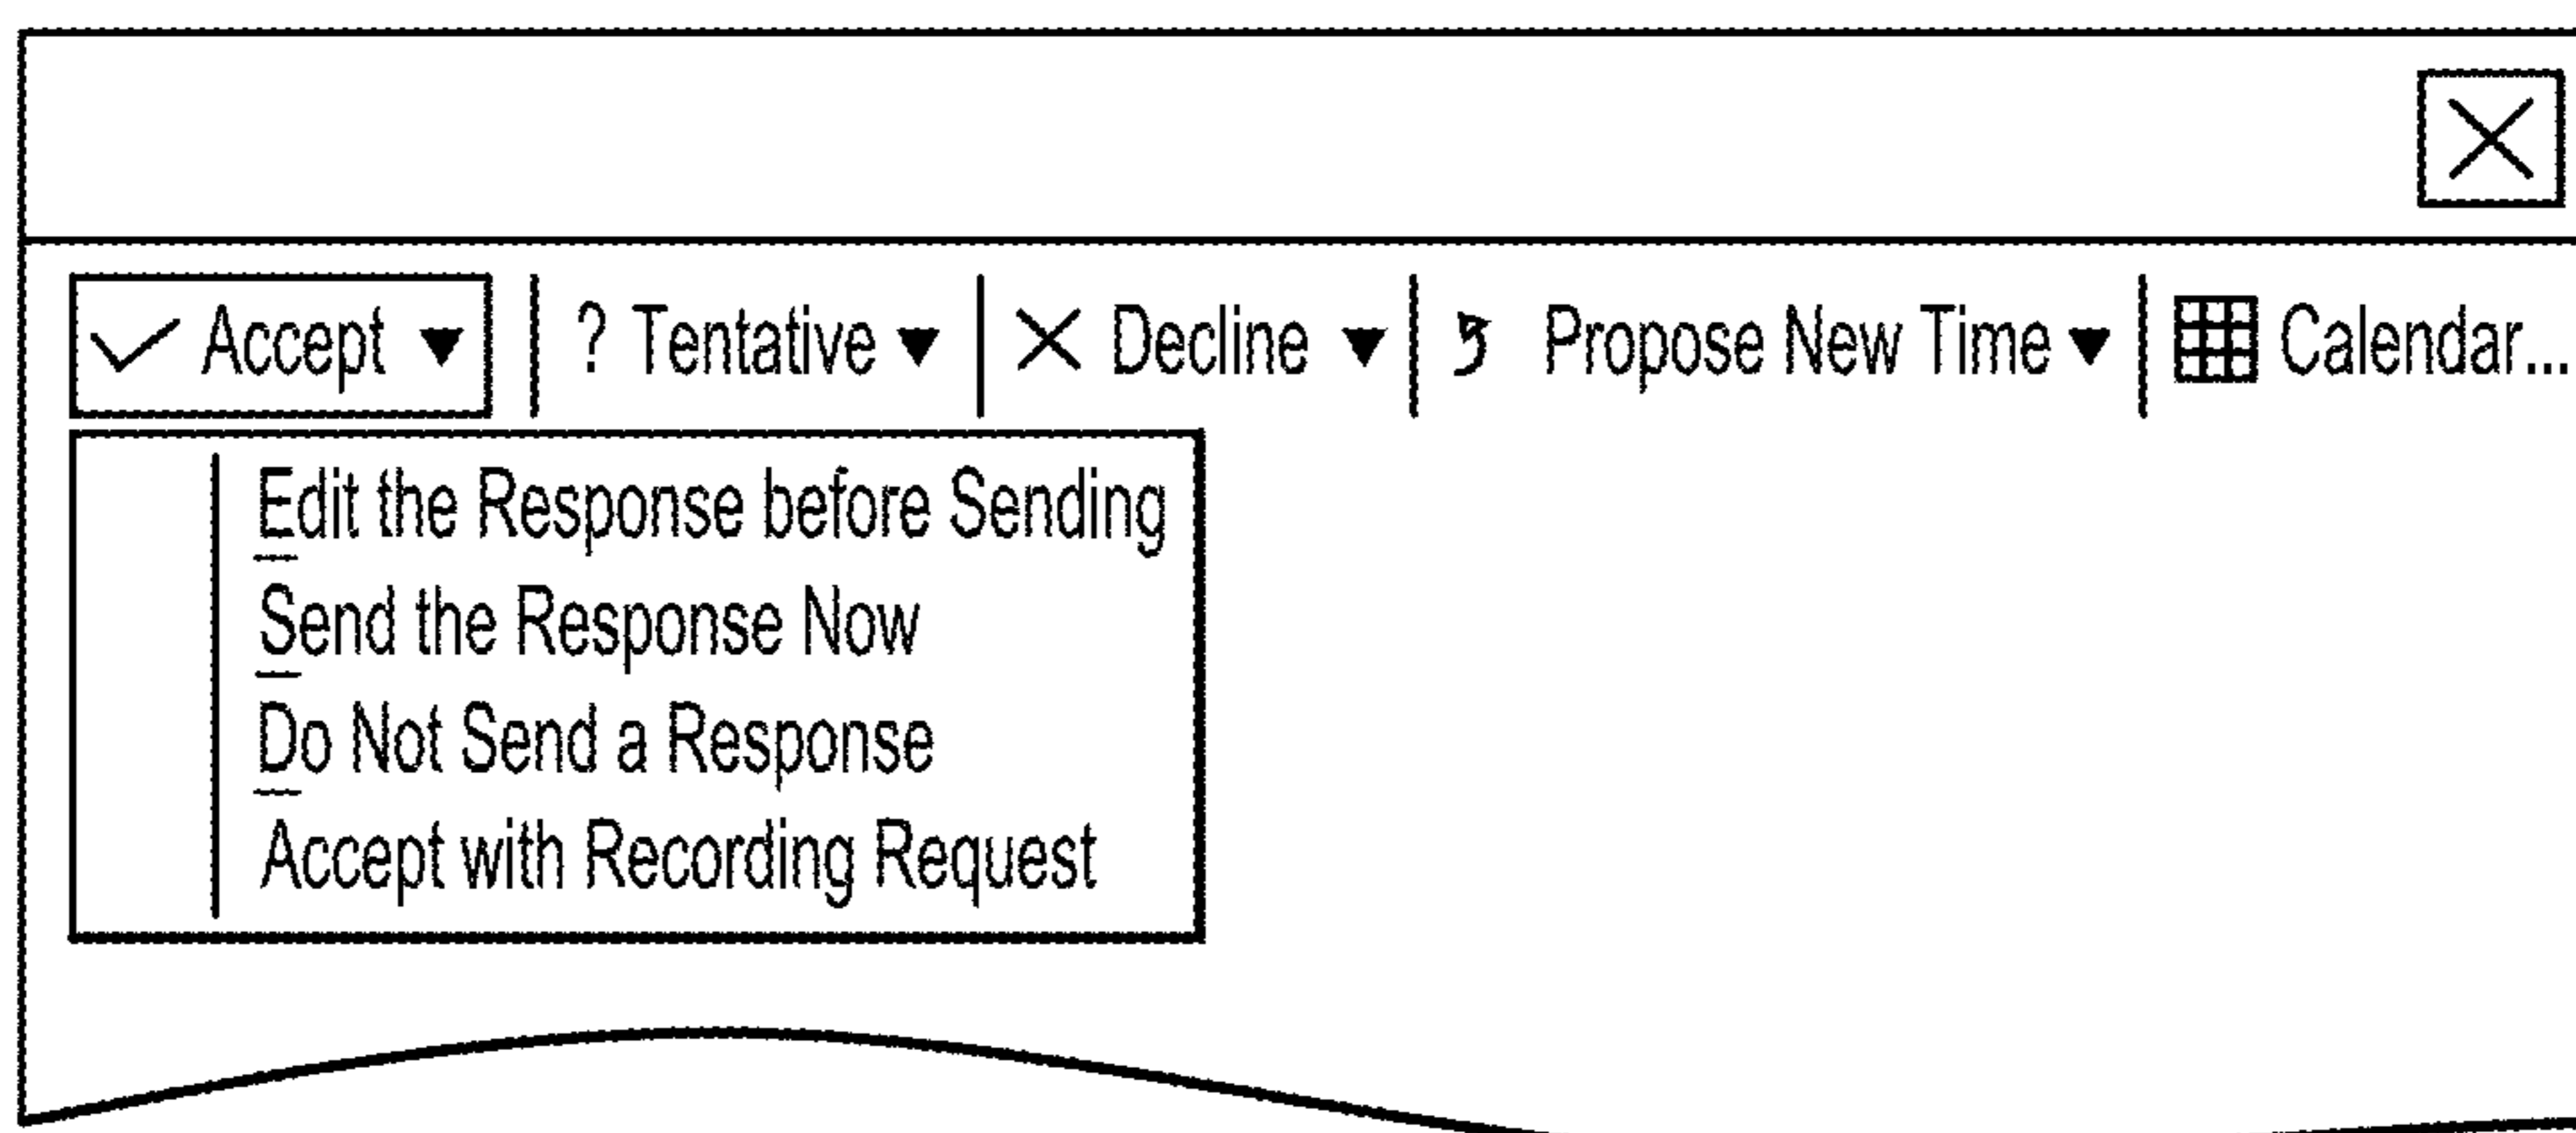 Accept ? Tentative Decline Propose New Time Calendar...
Edit the Response before Sending
Send the Response Now
Do Not Send a Response
Accept with Recording Request